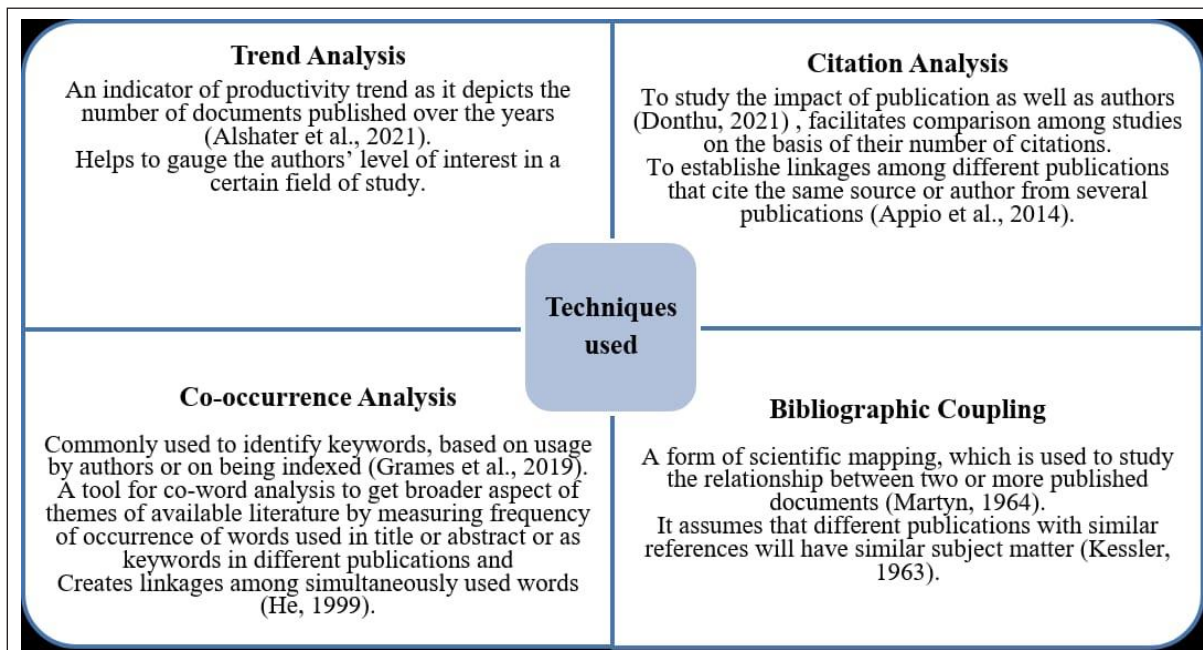 Trend Analysis
An indicator of productivity trend as it depicts the
number of documents published over the years
(Alshater et al., 2021).
Helps to gauge the authors’ level of interest in a
certain field of study.
Citation Analysis
To study the impact of publication as well as authors
(Donthu, 2021) , facilitates comparison among studies
on the basis of their number of citations.
To establishe linkages among different publications
that cite the same source or author from several
publications (Appio et al., 2014).
Techniques
used
Co-occurrence Analysis
Commonly used to identify keywords, based on usage
by authors or on being indexed (Grames et al., 2019).
A tool for co-word analysis to get broader aspect of
themes of available literature by measuring frequency
of occurrence of words used in title or abstract or as
keywords in different publications and
Creates linkages among simultaneously used words
(He, 1999).
Bibliographic Coupling
A form of scientific mapping, which is used to study
the relationship between two or more published
documents (Martyn, 1964).
It assumes that different publications with similar
references will have similar subject matter (Kessler,
1963).